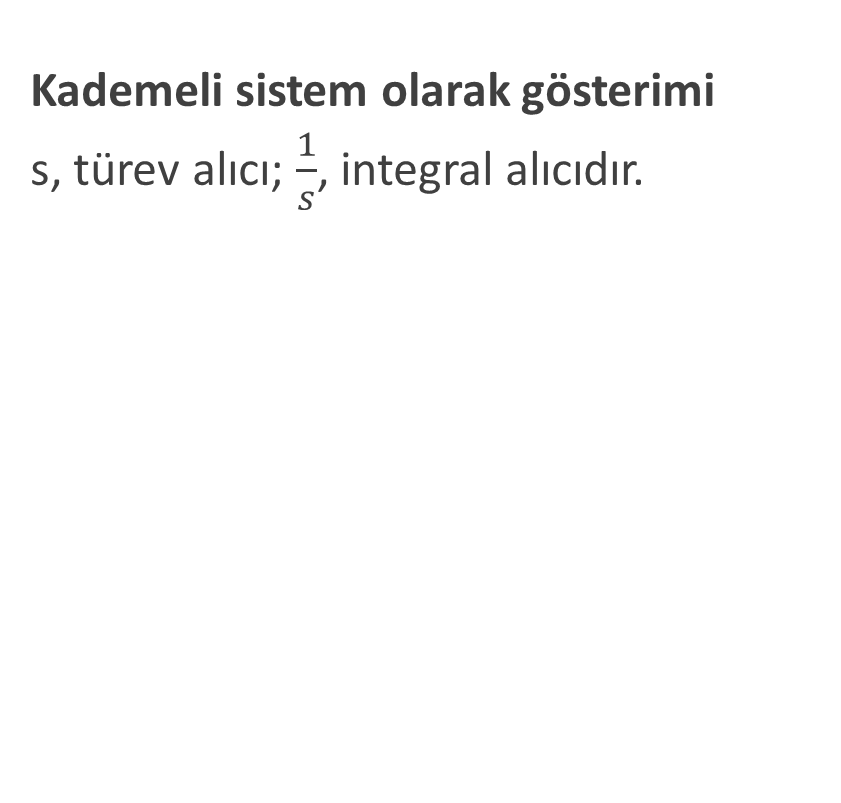 Kademeli sistem olarak gösterimi
s, türev alıcı; 1/s, integral alıcıdır.